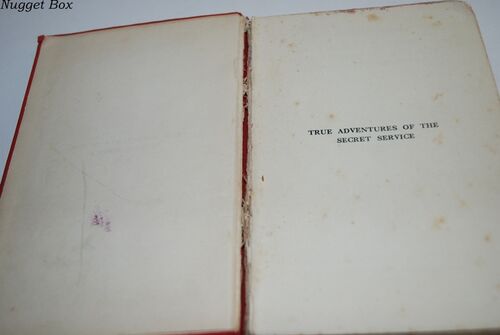 Nugget Box
TRUE ADVENTURES OF THE
SECRET SERVICE